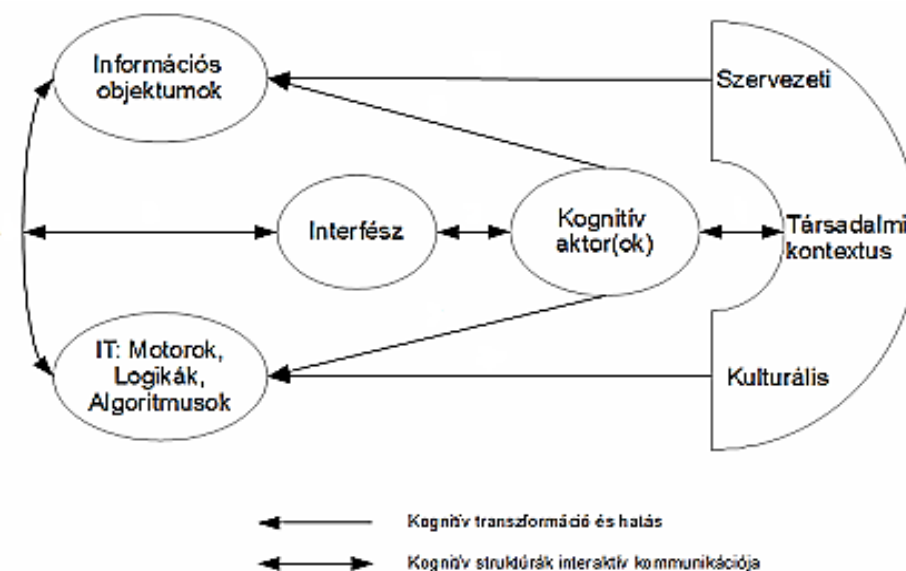 Információs
objektumok
Szervezeti
Interfész
Kognitív
aktor(ok)
Társadalmi
kontextus
IT: Motorok,
Logikák,
Algoritmusok
Kulturális
Kognitív transzformáció és hatás
Kognitív struktúrák interaktív kommunikációja